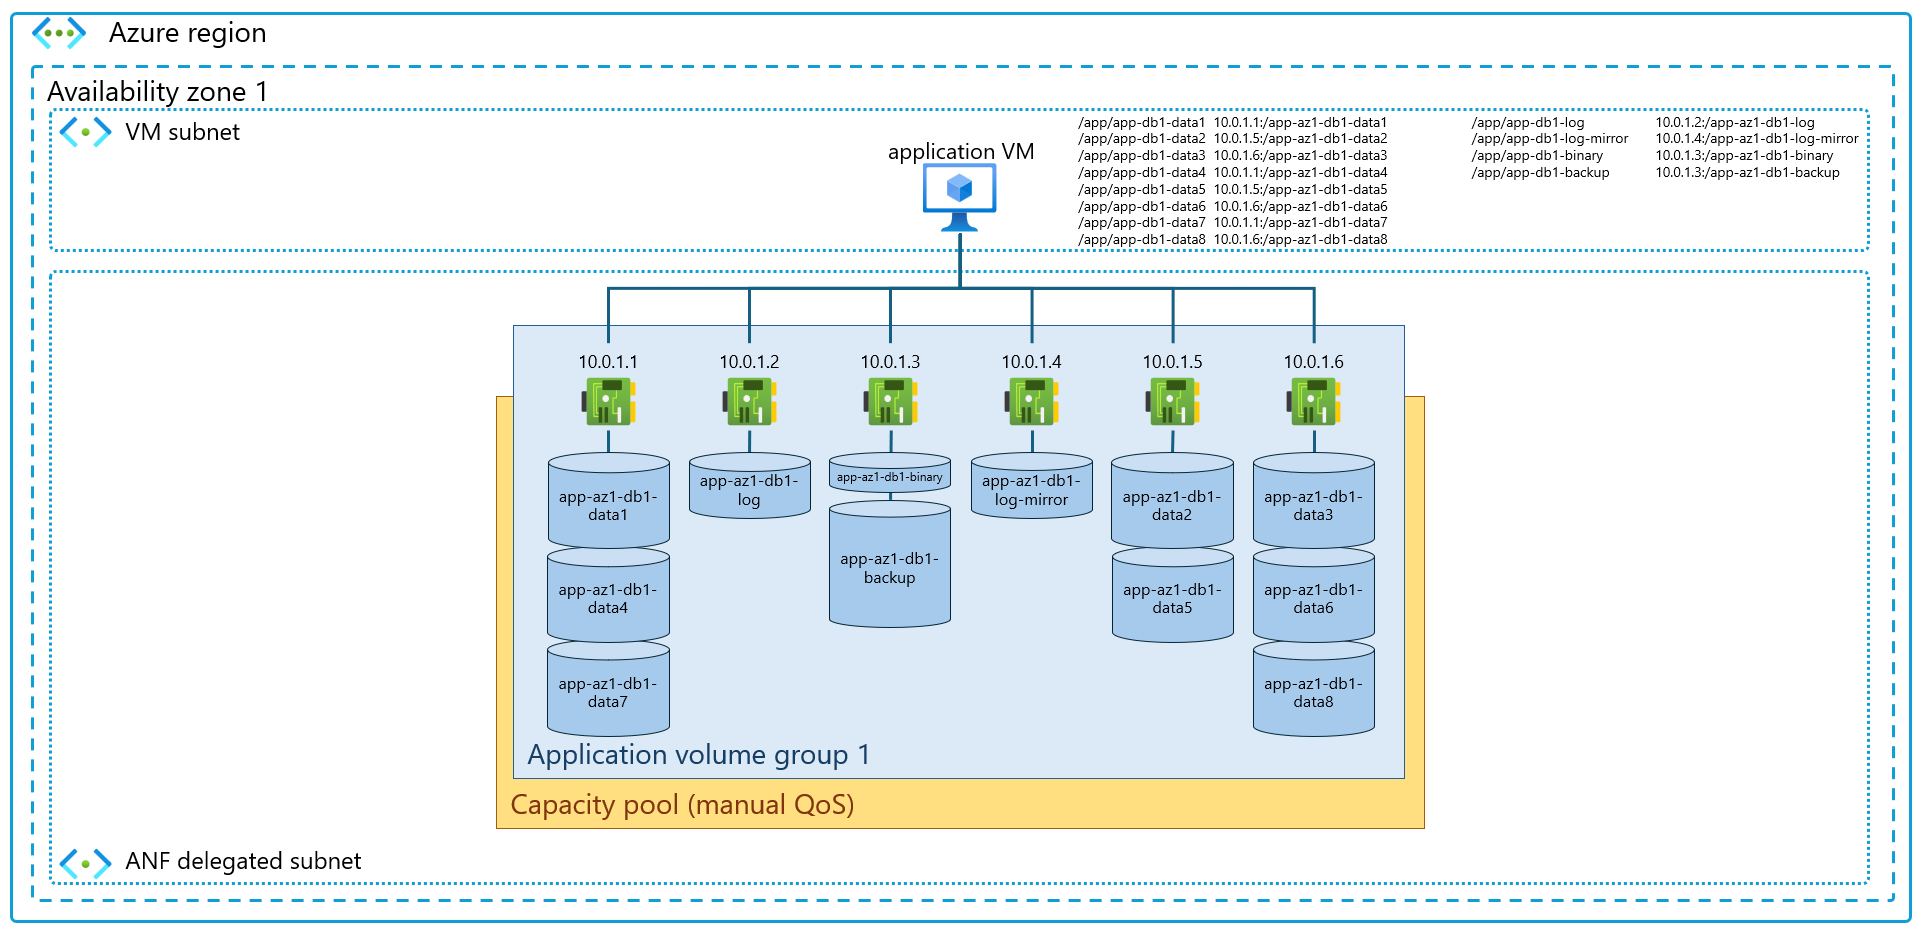 Azure region
Availability zone 1
VM subnet
application VM
/app/app-db1-data1 10.0.1.1:/app-az1-db1-data1
/app/app-db1-data2 10.0.1.5:/app-az1-db1-data2
/app/app-db1-data3 10.0.1.6:/app-az1-db1-data3
/app/app-db1-data4 10.0.1.1:/app-az1-db1-data4
/app/app-db1-data5 10.0.1.5:/app-az1-db1-data5
/app/app-db1-data6 10.0.1.6:/app-az1-db1-data6
/app/app-db1-data7 10.0.1.1:/app-az1-db1-data7
/app/app-db1-data8 10.0.1.6:/app-az1-db1-data8
/app/app-db1-log 10.0.1.2:/app-az1-db1-log
/app/app-db1-log-mirror 10.0.1.4:/app-az1-db1-log-mirror
/app/app-db1-binary 10.0.1.3:/app-az1-db1-binary
/app/app-db1-backup 10.0.1.3:/app-az1-db1-backup
10.0.1.1
10.0.1.2
10.0.1.3
10.0.1.4
10.0.1.5
10.0.1.6
app-az1-db1-
data1
app-az1-db1-
data4
app-az1-db1-
data7
app-az1-db1-
log
app-az1-db1-binary
app-az1-db1-
backup
app-az1-db1-
log-mirror
app-az1-db1-
data2
app-az1-db1-
data5
app-az1-db1-
data3
app-az1-db1-
data6
app-az1-db1-
data8
Application volume group 1
Capacity pool (manual QoS)
ANF delegated subnet